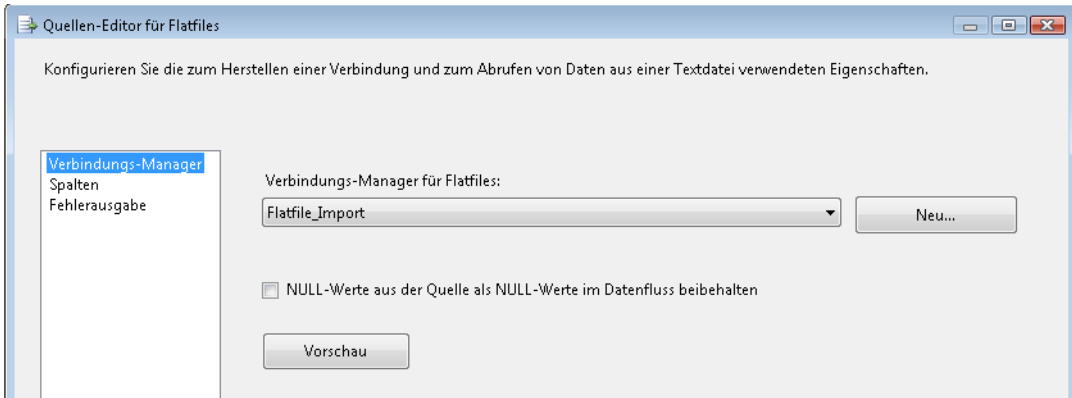 Quellen-Editor für Flatfiles
Konfigurieren Sie die zum Herstellen einer Verbindung und zum Abrufen von Daten aus einer Textdatei verwendeten Eigenschaften.
Verbindungs-Manager
Spalten
Fehlerausgabe
Verbindungs-Manager für Flatfiles:
Flatfile_Import
Neu...
NULL-Werte aus der Quelle als NULL-Werte im Datenfluss beibehalten
Vorschau